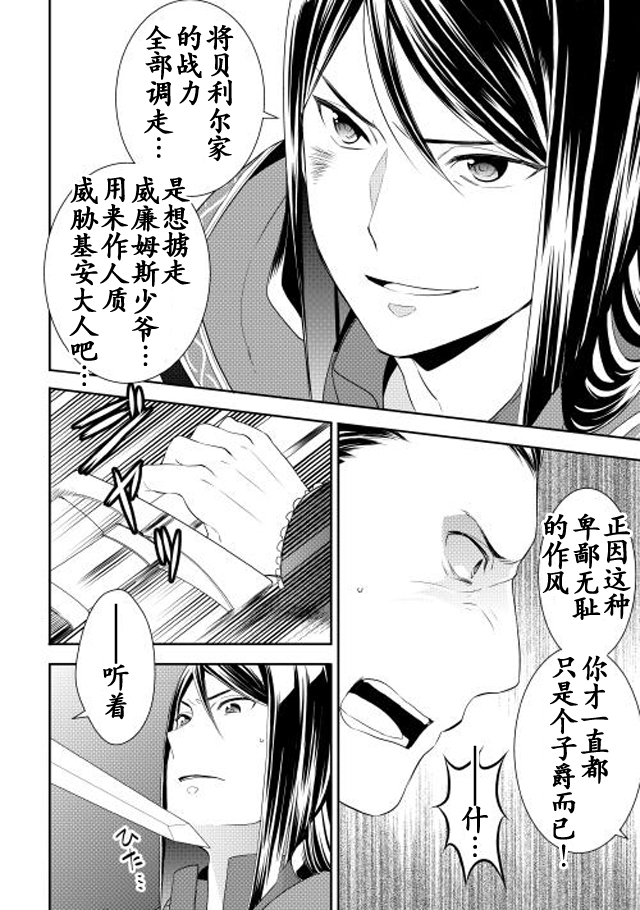 将贝利尔家
的战力
全部调走…
是想掳走
威廉姆斯少爷…
用来作人质
威胁基安大人吧…
正因这种
卑鄙无耻
的作风
你才一直都
只是个子爵而已！
—什…
—听着
ひた…